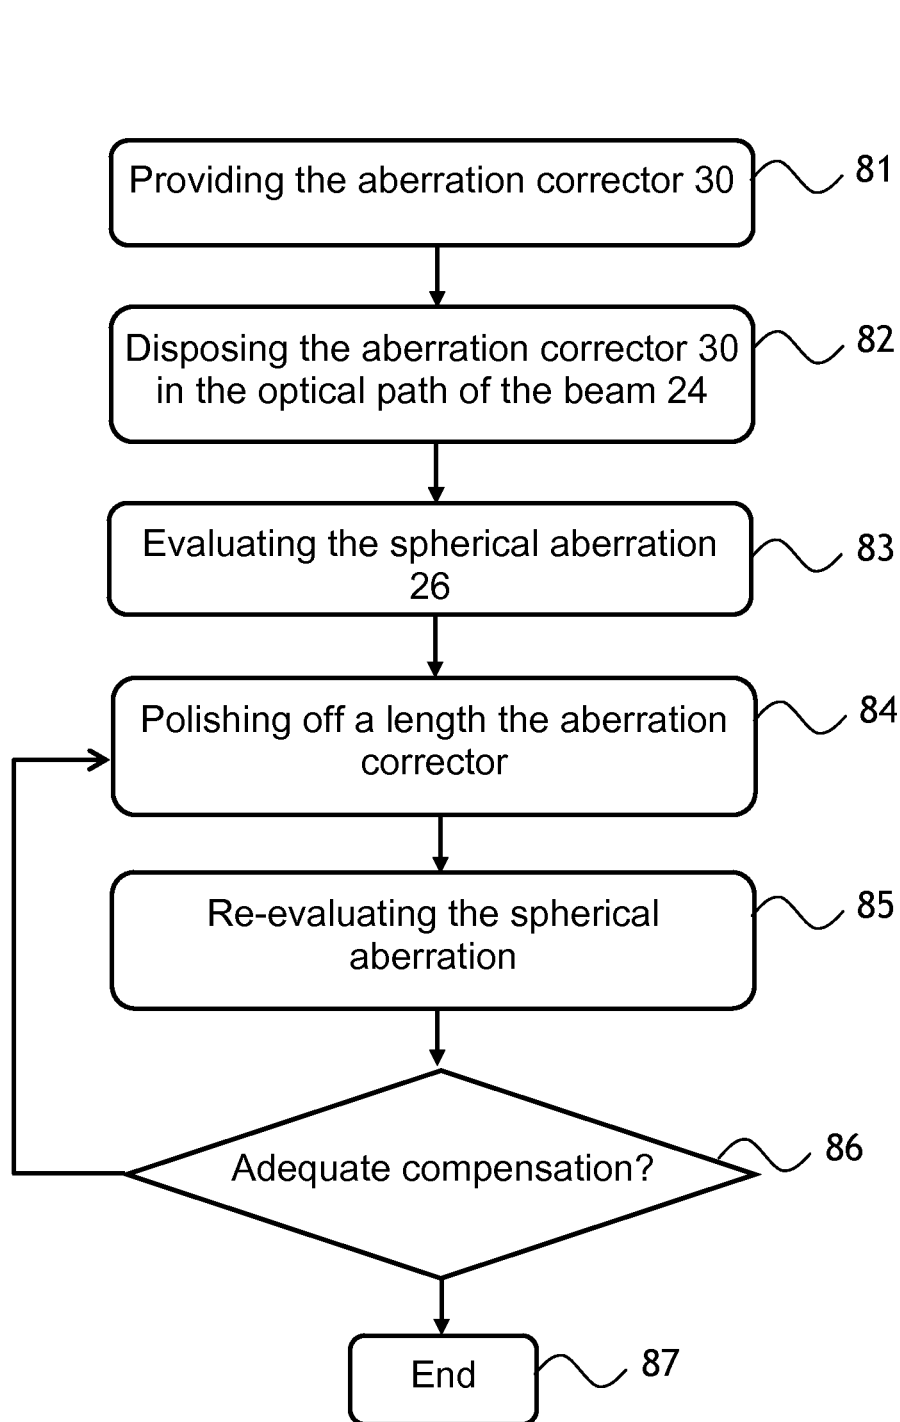 Providing the aberration corrector 30
81
Disposing the aberration corrector 30
in the optical path of the beam 24
82
Evaluating the spherical aberration
26
83
Polishing off a length the aberration
corrector
84
Re-evaluating the spherical
aberration
85
Adequate compensation?
86
End
87